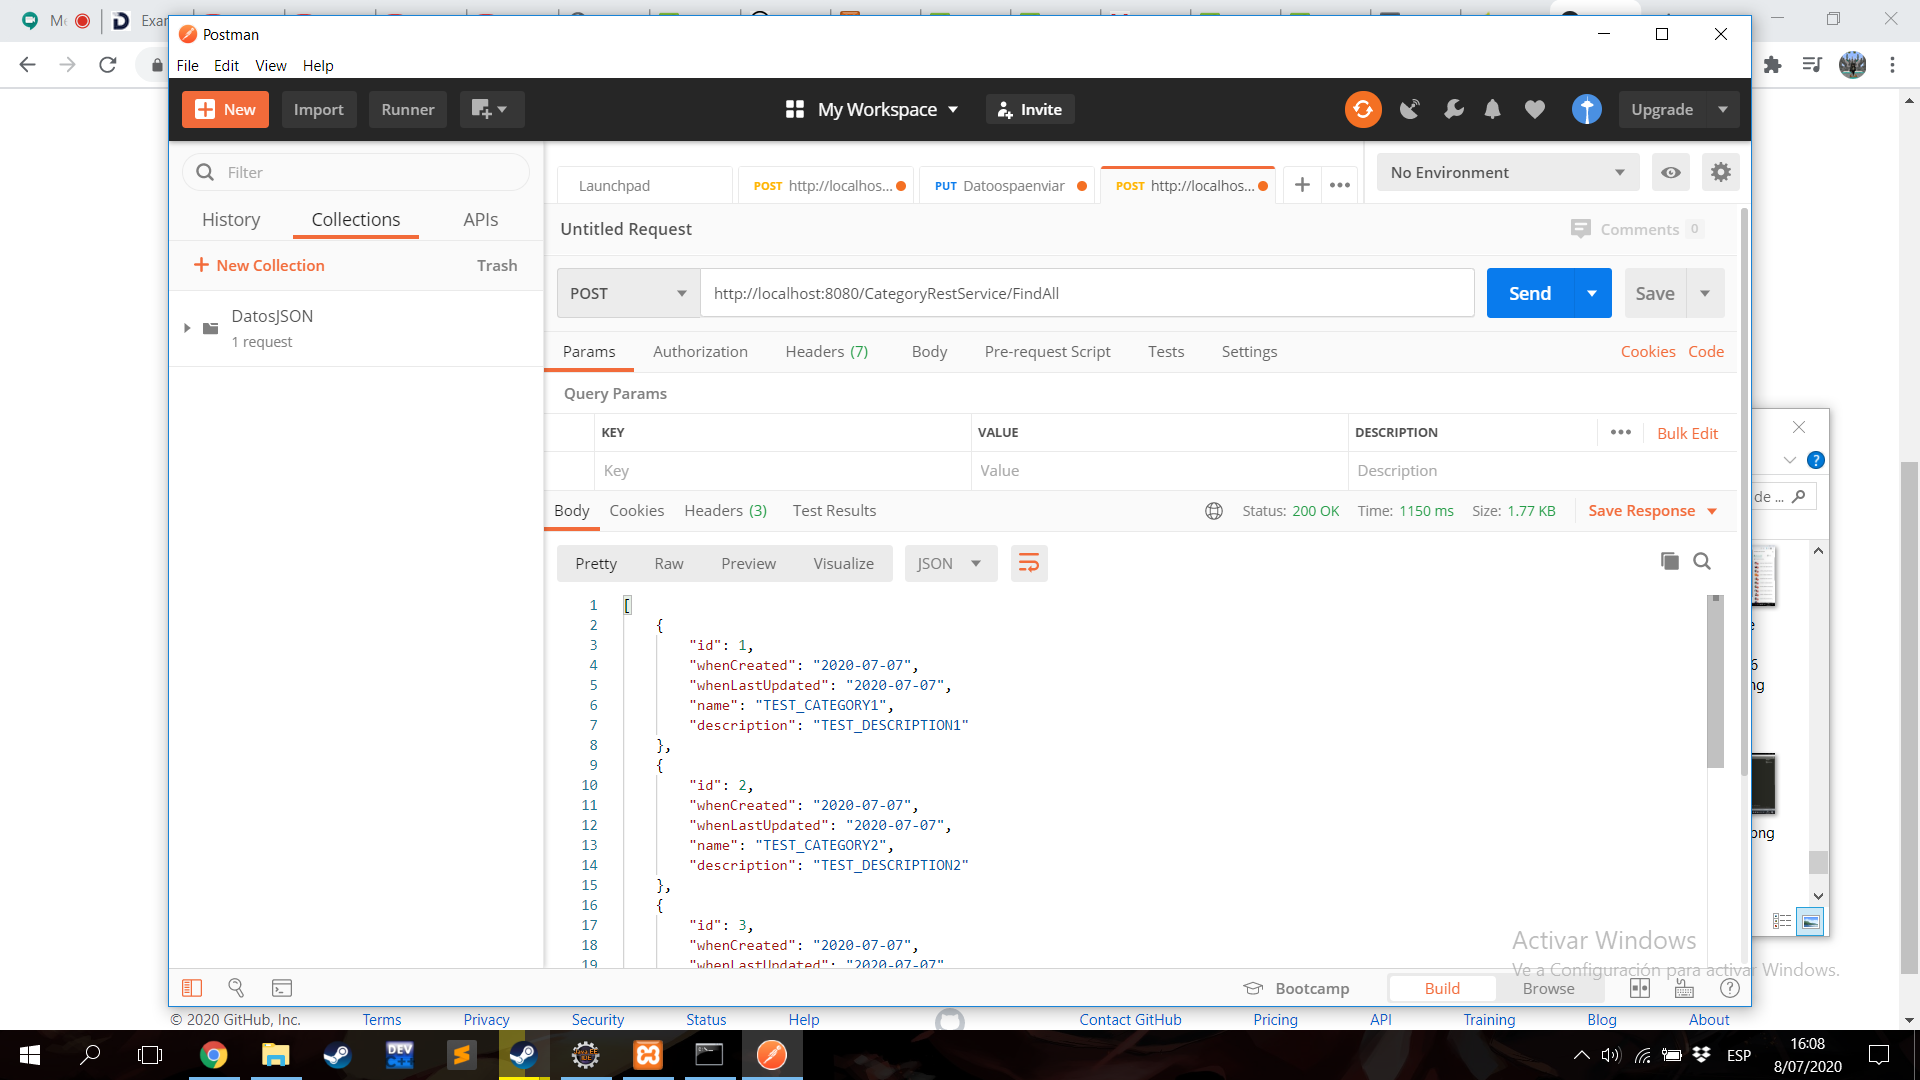 Exar
Postman
File Edit View Help
New Import Runner My Workspace Invite Upgrade
Filter
History Collections APIs
New Collection Trash
DatosJSON
1 request
Launchpad POST http://localhos... PUT Datoospaenviar POST http://localhos... No Environment
Untitled Request Comments 0
POST http://localhost:8080/CategoryRestService/FindAll Send Save
Params Authorization Headers (7) Body Pre-request Script Tests Settings Cookies Code
Query Params
KEY VALUE DESCRIPTION Bulk Edit
Key Value Description
Body Cookies Headers (3) Test Results Status: 200 OK Time: 1150 ms Size: 1.77 KB Save Response
Pretty Raw Preview Visualize JSON
1 [
2 {
3 "id": 1,
4 "whenCreated": "2020-07-07",
5 "whenLastUpdated": "2020-07-07",
6 "name": "TEST_CATEGORY1",
7 "description": "TEST_DESCRIPTION1"
8 },
9 {
10 "id": 2,
11 "whenCreated": "2020-07-07",
12 "whenLastUpdated": "2020-07-07",
13 "name": "TEST_CATEGORY2",
14 "description": "TEST_DESCRIPTION2"
15 },
16 {
17 "id": 3,
18 "whenCreated": "2020-07-07",
19 "whenLastUpdated": "2020-07-07"
de ...
6
ng
png
Activar Windows
Ve a Configuración para activar Windows.
Bootcamp Build Browse
© 2020 GitHub, Inc. Terms Privacy Security Status Help Contact GitHub Pricing API Training Blog About
DEV
ESP
16:08
8/07/2020